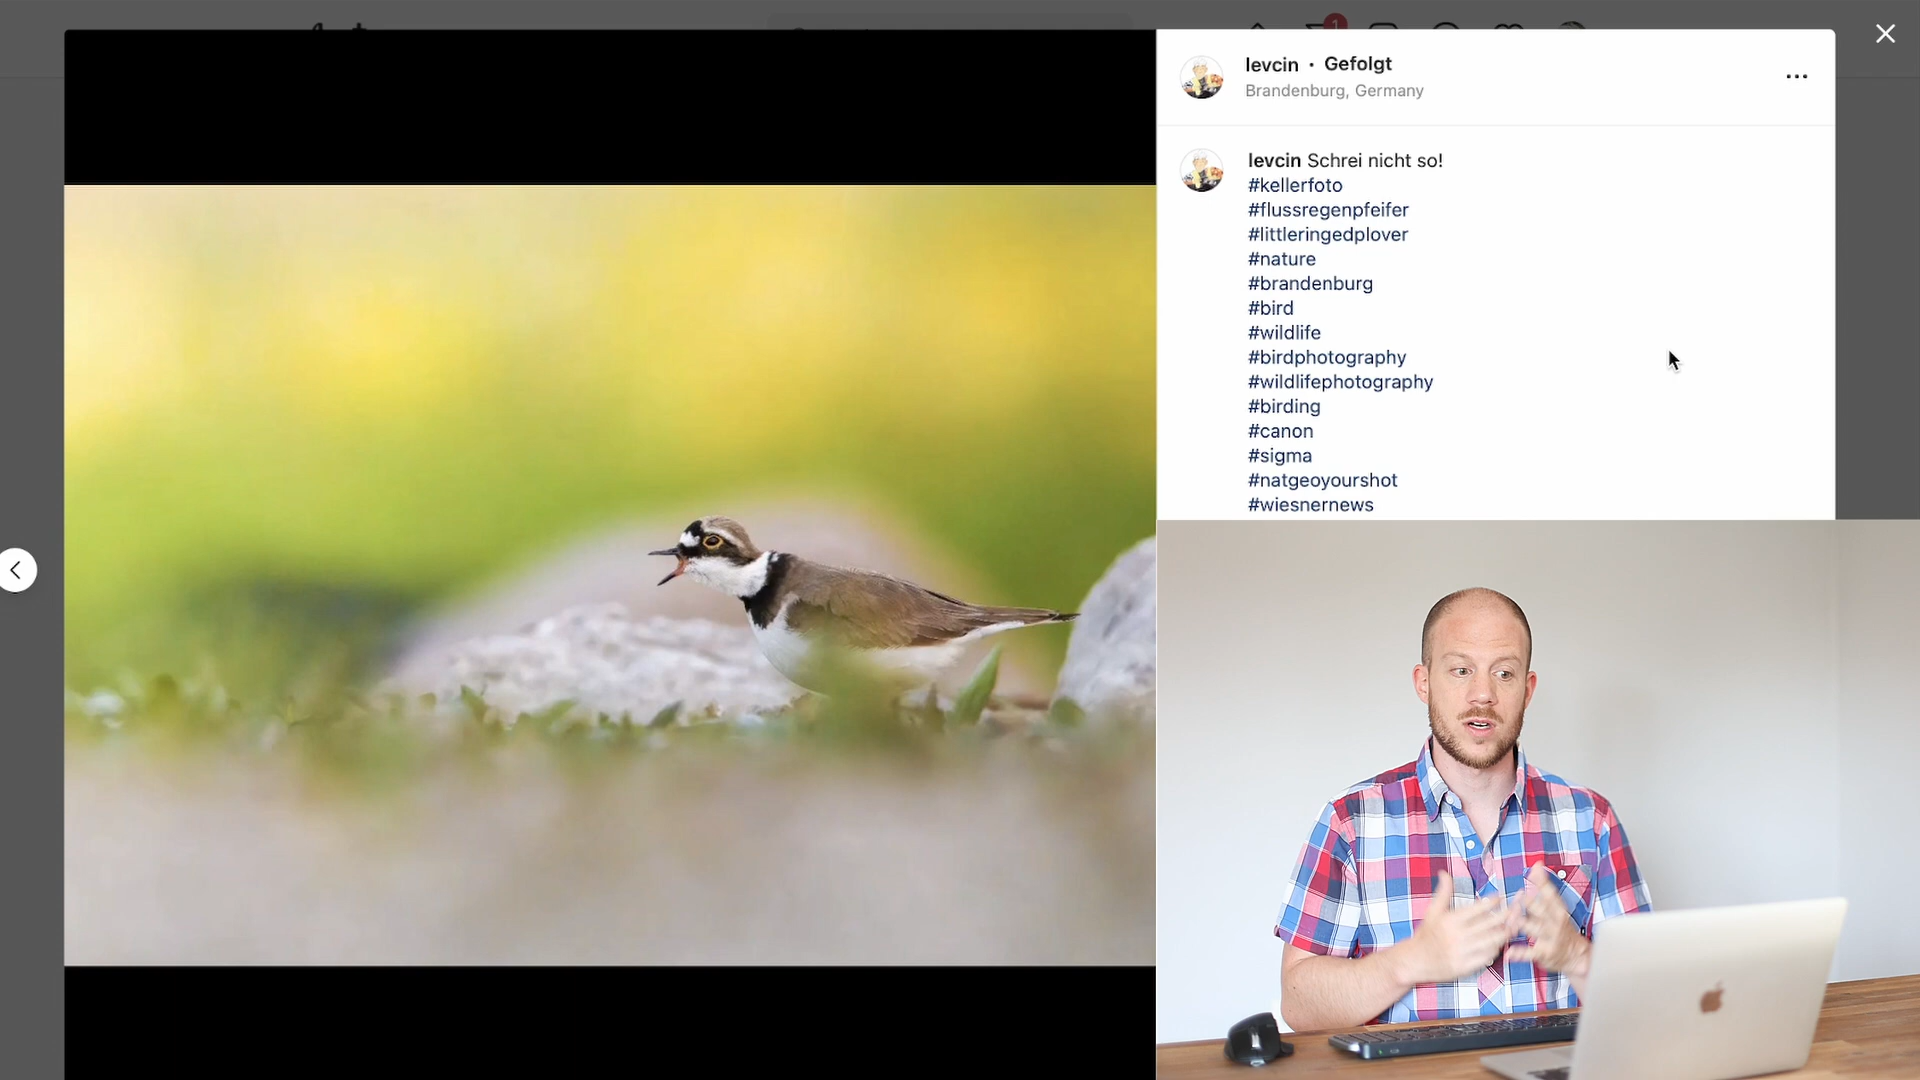 1
levcin • Gefolgt
Brandenburg, Germany
levcin Schrei nicht so!
#kellerfoto
#flussregenpfeifer
#littleringedplover
#nature
#brandenburg
#bird
#wildlife
#birdphotography
#wildlifephotography
#birding
#canon
#sigma
#natgeoyourshot
#wiesnernews